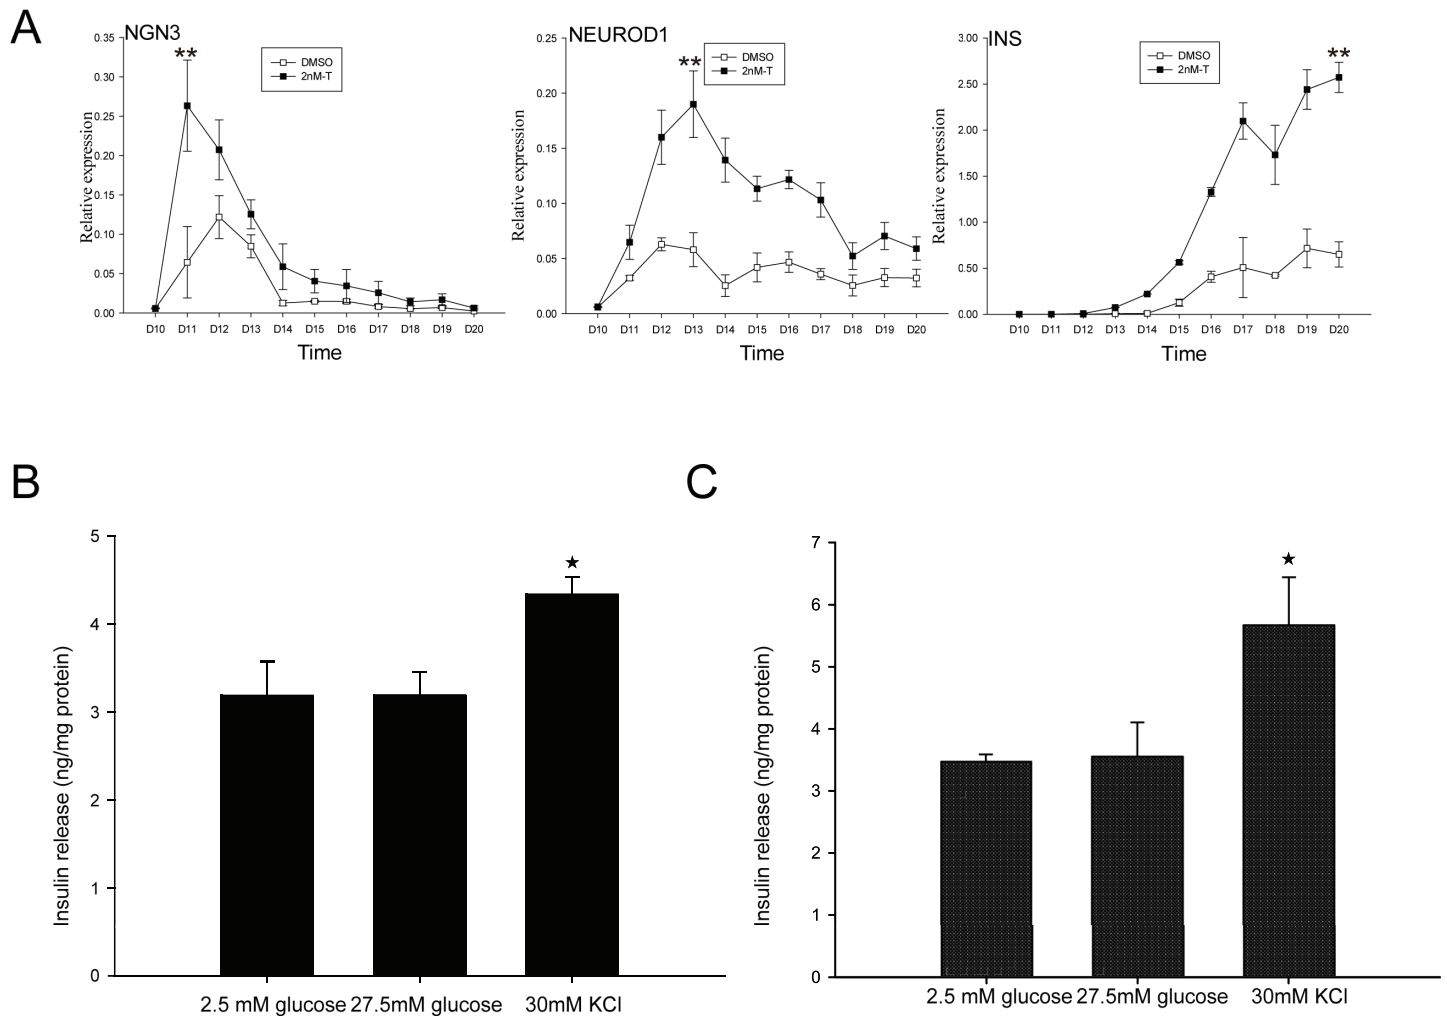 A
NGN3
**
DMSO
2nM-T
Relative expression
0.35
0.30
0.25
0.20
0.15
0.10
0.05
0.00
D10 D11 D12 D13 D14 D15 D16 D17 D18 D19 D20
Time
NEUROD1
**
DMSO
2nM-T
Relative expression
0.25
0.20
0.15
0.10
0.05
0.00
D10 D11 D12 D13 D14 D15 D16 D17 D18 D19 D20
Time
INS
**
DMSO
2nM-T
Relative expression
3.00
2.50
2.00
1.50
1.00
0.50
0.00
D10 D11 D12 D13 D14 D15 D16 D17 D18 D19 D20
Time
B
Insulin release (ng/mg protein)
5
4
3
2
1
0
★
2.5 mM glucose 27.5mM glucose 30mM KCl
C
Insulin release (ng/mg protein)
7
6
5
4
3
2
1
0
★
2.5 mM glucose 27.5mM glucose 30mM KCl